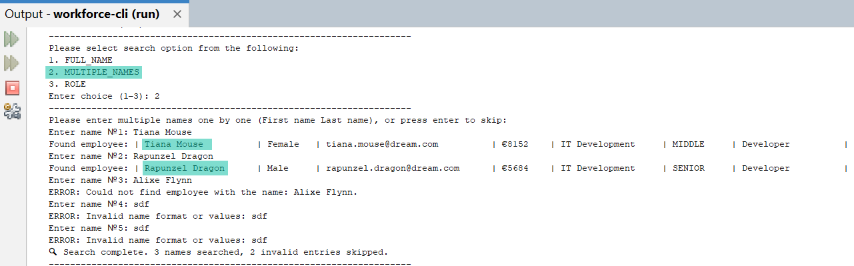 Output - workforce-cli (run) ×
--------------------------------------------------------------------
Please select search option from the following:
1. FULL_NAME
2. MULTIPLE_NAMES
3. ROLE
Enter choice (1-3): 2
--------------------------------------------------------------------
Please enter multiple names one by one (First name Last name), or press enter to skip:
Enter name №1: Tiana Mouse
Found employee: | Tiana Mouse | Female | tiana.mouse@dream.com | €8152 | IT Development | MIDDLE | Developer |
Enter name №2: Rapunzel Dragon
Found employee: | Rapunzel Dragon | Male | rapunzel.dragon@dream.com | €5684 | IT Development | SENIOR | Developer |
Enter name №3: Alixe Flynn
ERROR: Could not find employee with the name: Alixe Flynn.
Enter name №4: sdf
ERROR: Invalid name format or values: sdf
Enter name №5: sdf
ERROR: Invalid name format or values: sdf
🔍 Search complete. 3 names searched, 2 invalid entries skipped.
--------------------------------------------------------------------